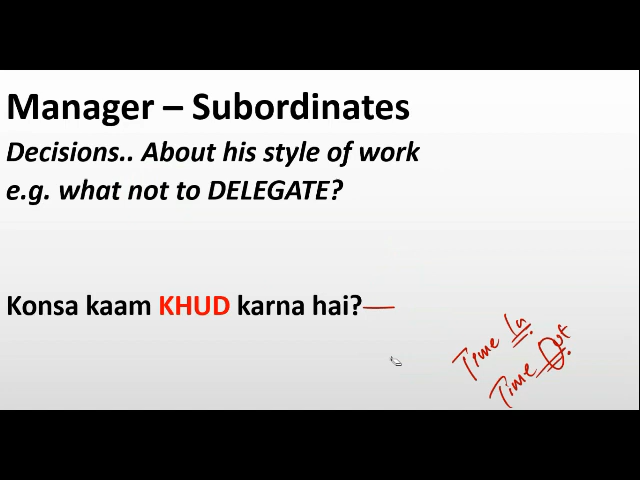 Manager – Subordinates
Decisions.. About his style of work
e.g. what not to DELEGATE?
Konsa kaam KHUD karna hai?
Time In
Time Out